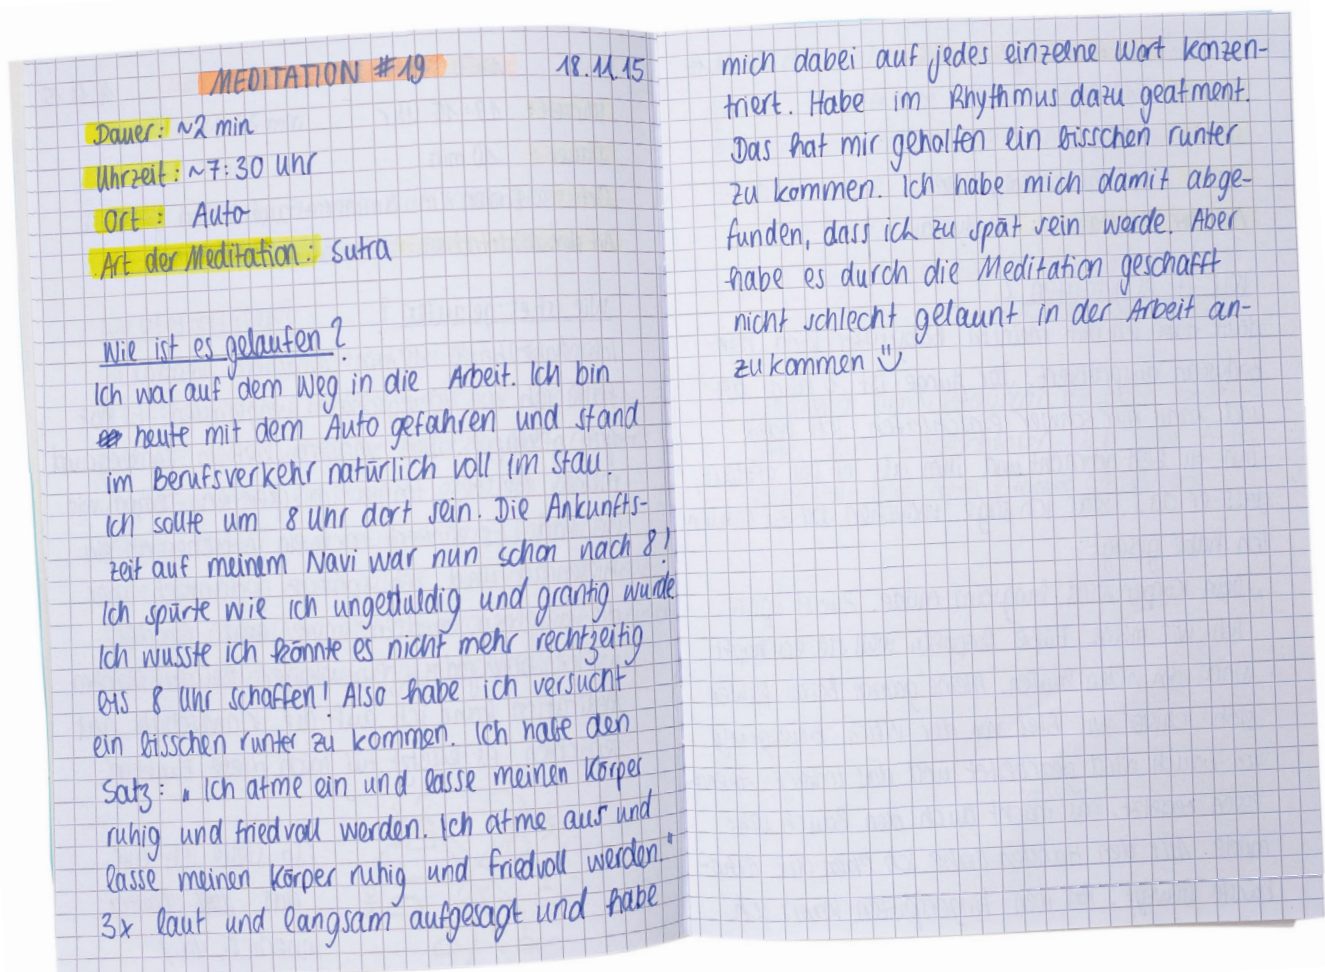 MEDITATION #19 18.11.15
Dauer: ~2 min
Uhrzeit: ~7:30 Uhr
Ort: Auto
Art der Meditation: Sutra
Wie ist es gelaufen?
Ich war auf dem Weg in die Arbeit. Ich bin
heute mit dem Auto gefahren und stand
im Berufsverkehr natürlich voll im Stau.
Ich sollte um 8 Uhr dort sein. Die Ankunfts-
zeit auf meinem Navi war nun schon nach 8!
Ich spürte wie ich ungeduldig und grantig wurde
Ich wusste ich könnte es nicht mehr rechtzeitig
bis 8 Uhr schaffen! Also habe ich versucht
ein bisschen runter zu kommen. Ich habe den
Satz: „Ich atme ein und lasse meinen Körper
ruhig und friedvoll werden. Ich atme aus und
lasse meinen Körper ruhig und friedvoll werden."
3x laut und langsam aufgesagt und habe
mich dabei auf jedes einzelne Wort konzen-
triert. Habe im Rhythmus dazu geatment.
Das hat mir geholfen ein bisschen runter
zu kommen. Ich habe mich damit abge-
funden, dass ich zu spät sein werde. Aber
habe es durch die Meditation geschafft
nicht schlecht gelaunt in der Arbeit an-
zukommen ☺